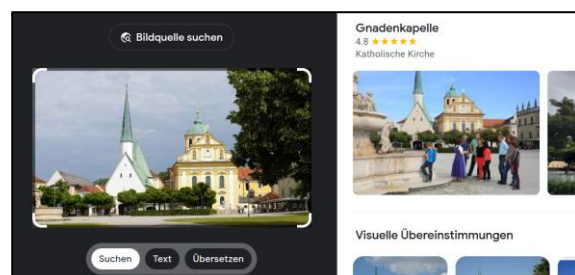 Bildquelle suchen
Suchen
Text
Übersetzen
Gnadenkapelle
4.8 ★★★★★
Katholische Kirche
Visuelle Übereinstimmungen